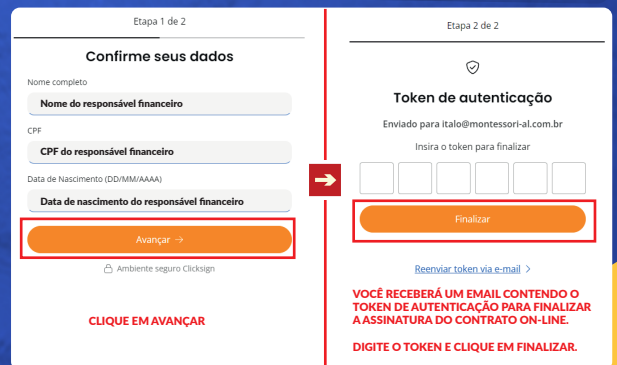 Etapa 1 de 2
Confirme seus dados
Nome completo
Nome do responsável financeiro
CPF
CPF do responsável financeiro
Data de Nascimento (DD/MM/AAAA)
Data de nascimento do responsável financeiro
Avançar →
Ambiente seguro Clicksign
CLIQUE EM AVANÇAR
Etapa 2 de 2
Token de autenticação
Enviado para italo@montessori-al.com.br
Insira o token para finalizar
Finalizar
Reenviar token via e-mail >
VOCÊ RECEBERÁ UM EMAIL CONTENDO O
TOKEN DE AUTENTICAÇÃO PARA FINALIZAR
A ASSINATURA DO CONTRATO ON-LINE.
DIGITE O TOKEN E CLIQUE EM FINALIZAR.